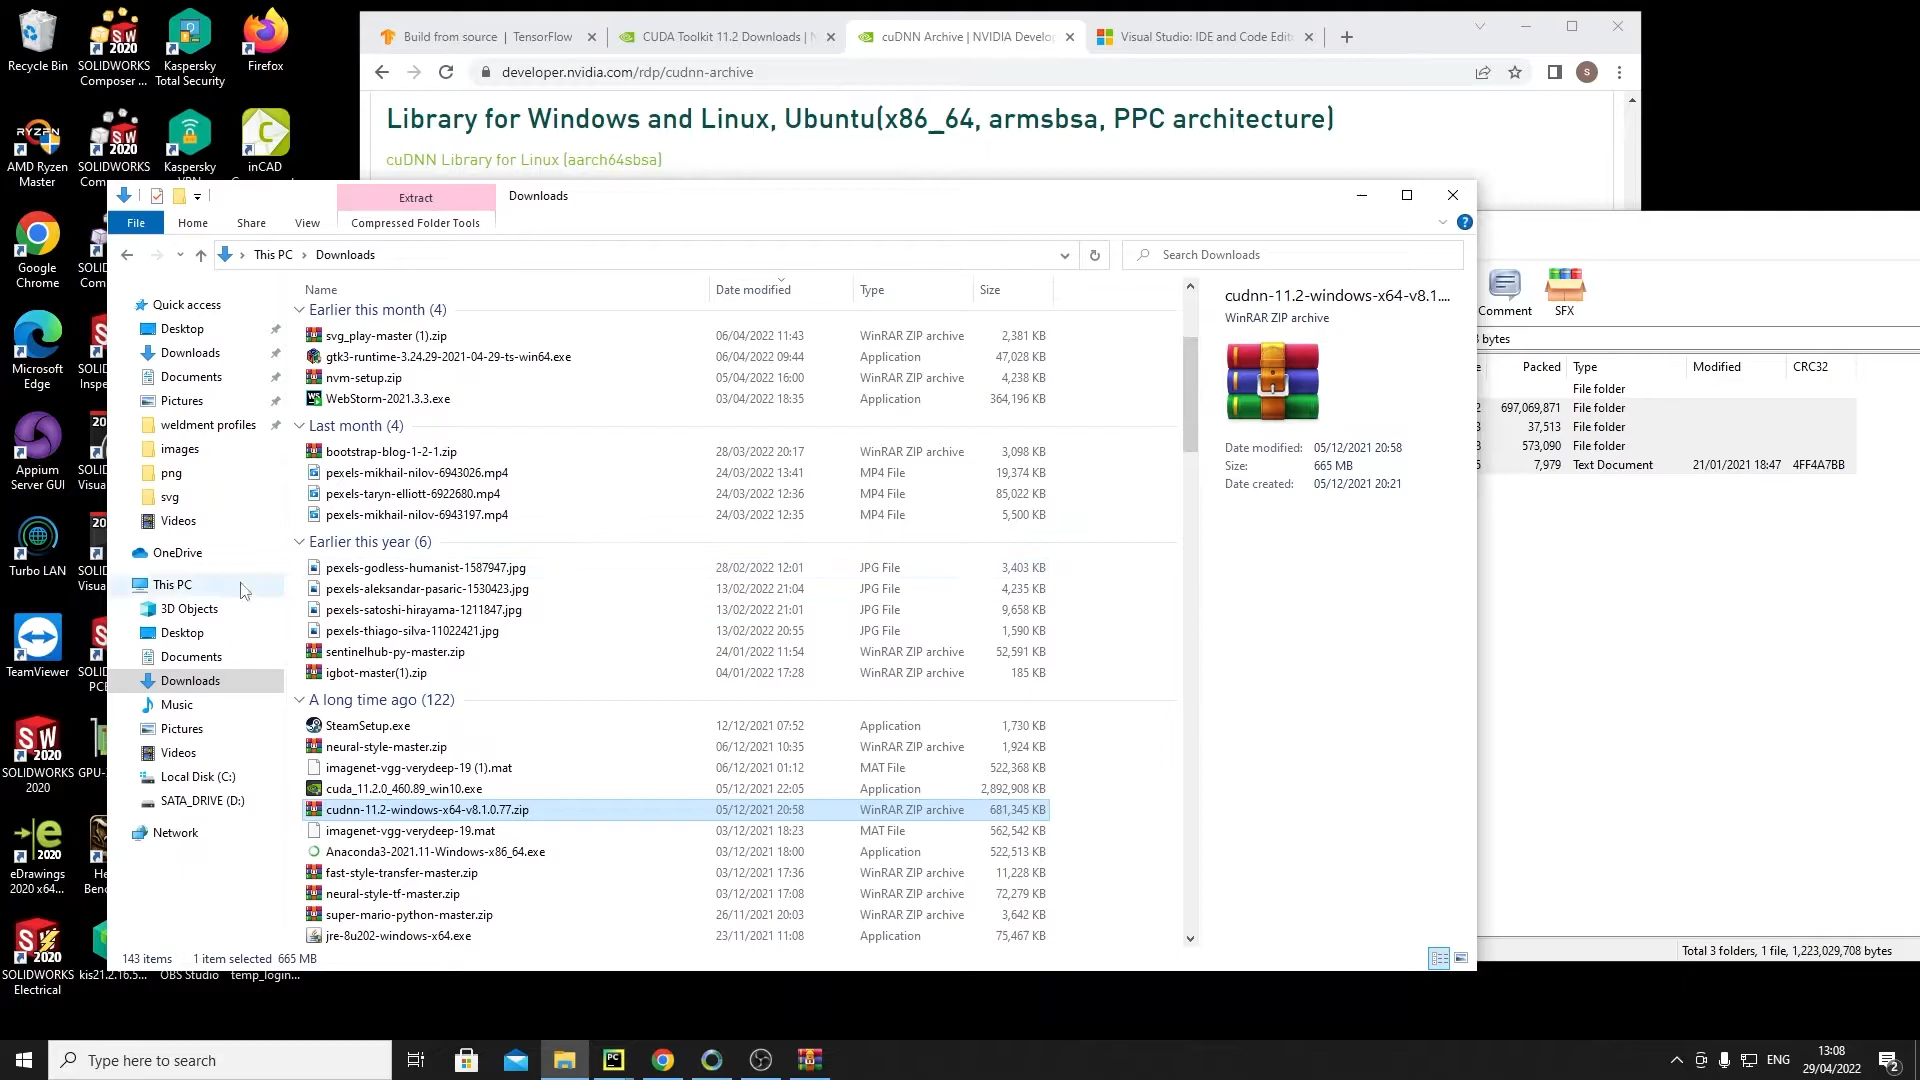 Recycle Bin
SOLIDWORKS
Composer ...
Kaspersky
Total Security
Firefox
AMD Ryzen
Master
SOLIDWORKS
Kaspersky
inCAD
Google
Chrome
Microsoft
Edge
Appium
Server GUI
Turbo LAN
TeamViewer
SOLIDWORKS
2020
eDrawings
2020 x64...
SOLIDWORKS
Electrical
kis21.2.16.5...
OBS Studio
temp_login...
Build from source | TensorFlow
CUDA Toolkit 11.2 Downloads | N
cuDNN Archive | NVIDIA Develo
Visual Studio: IDE and Code Edit
developer.nvidia.com/rdp/cudnn-archive
S
Library for Windows and Linux, Ubuntu(x86_64, armsbsa, PPC architecture)
cuDNN Library for Linux (aarch64sbsa)
Extract
Downloads
File
Home
Share
View
Compressed Folder Tools
This PC > Downloads
Search Downloads
Quick access
Desktop
Downloads
Documents
Pictures
weldment profiles
images
png
svg
Videos
OneDrive
This PC
3D Objects
Desktop
Documents
Downloads
Music
Pictures
Videos
Local Disk (C:)
SATA_DRIVE (D:)
Network
Name Date modified Type Size
Earlier this month (4)
svg_play-master (1).zip 06/04/2022 11:43 WinRAR ZIP archive 2,381 KB
gtk3-runtime-3.24.29-2021-04-29-ts-win64.exe 06/04/2022 09:44 Application 47,028 KB
nvm-setup.zip 05/04/2022 16:00 WinRAR ZIP archive 4,238 KB
WebStorm-2021.3.3.exe 03/04/2022 18:35 Application 364,196 KB
Last month (4)
bootstrap-blog-1-2-1.zip 28/03/2022 20:17 WinRAR ZIP archive 3,098 KB
pexels-mikhail-nilov-6943026.mp4 24/03/2022 13:41 MP4 File 19,374 KB
pexels-taryn-elliott-6922680.mp4 24/03/2022 12:36 MP4 File 85,022 KB
pexels-mikhail-nilov-6943197.mp4 24/03/2022 12:35 MP4 File 5,500 KB
Earlier this year (6)
pexels-godless-humanist-1587947.jpg 28/02/2022 12:01 JPG File 3,403 KB
pexels-aleksandar-pasaric-1530423.jpg 13/02/2022 21:04 JPG File 4,235 KB
pexels-satoshi-hirayama-1211847.jpg 13/02/2022 21:01 JPG File 9,658 KB
pexels-thiago-silva-11022421.jpg 13/02/2022 20:55 JPG File 1,590 KB
sentinelhub-py-master.zip 24/01/2022 11:54 WinRAR ZIP archive 52,591 KB
igbot-master(1).zip 04/01/2022 17:28 WinRAR ZIP archive 185 KB
A long time ago (122)
SteamSetup.exe 12/12/2021 07:52 Application 1,730 KB
neural-style-master.zip 06/12/2021 10:35 WinRAR ZIP archive 1,924 KB
imagenet-vgg-verydeep-19 (1).mat 06/12/2021 01:12 MAT File 522,368 KB
cuda_11.2.0_460.89_win10.exe 05/12/2021 22:05 Application 2,892,908 KB
cudnn-11.2-windows-x64-v8.1.0.77.zip 05/12/2021 20:58 WinRAR ZIP archive 681,345 KB
imagenet-vgg-verydeep-19.mat 03/12/2021 18:23 MAT File 562,542 KB
Anaconda3-2021.11-Windows-x86_64.exe 03/12/2021 18:00 Application 522,513 KB
fast-style-transfer-master.zip 03/12/2021 17:36 WinRAR ZIP archive 11,228 KB
neural-style-tf-master.zip 03/12/2021 17:08 WinRAR ZIP archive 72,279 KB
super-mario-python-master.zip 26/11/2021 20:03 WinRAR ZIP archive 3,642 KB
jre-8u202-windows-x64.exe 23/11/2021 11:08 Application 75,467 KB
143 items 1 item selected 665 MB
cudnn-11.2-windows-x64-v8.1....
WinRAR ZIP archive
Date modified: 05/12/2021 20:58
Size: 665 MB
Date created: 05/12/2021 20:21
Comment
SFX
bytes
Packed Type Modified CRC32
File folder
697,069,871 File folder
37,513 File folder
573,090 File folder
7,979 Text Document 21/01/2021 18:47 4FF4A7BB
Total 3 folders, 1 file, 1,223,029,708 bytes
Type here to search
ENG
13:08
29/04/2022
2